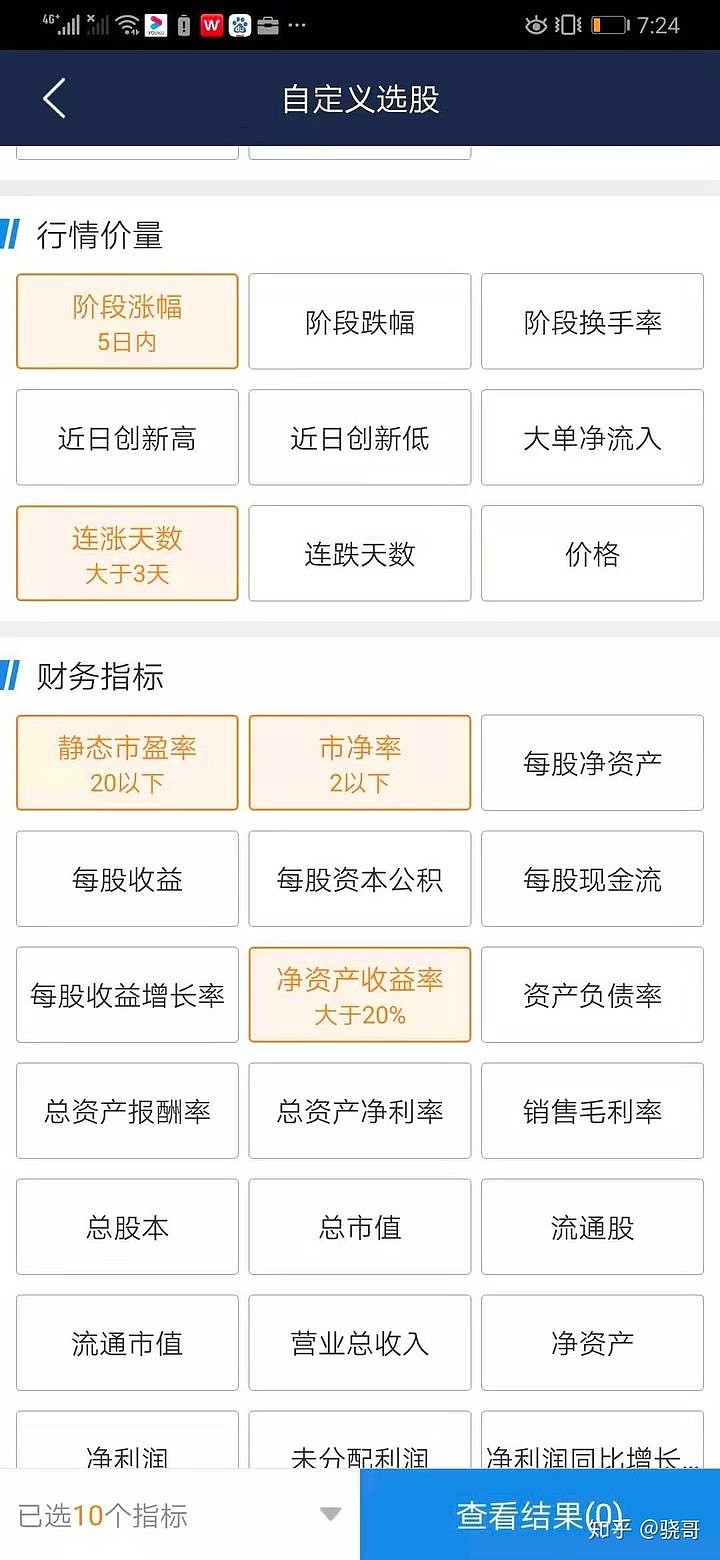 4G+
YOUKU
W
7:24
自定义选股
行情价量
阶段涨幅
5日内
阶段跌幅
阶段换手率
近日创新高
近日创新低
大单净流入
连涨天数
大于3天
连跌天数
价格
财务指标
静态市盈率
20以下
市净率
2以下
每股净资产
每股收益
每股资本公积
每股现金流
每股收益增长率
净资产收益率
大于20%
资产负债率
总资产报酬率
总资产净利率
销售毛利率
总股本
总市值
流通股
流通市值
营业总收入
净资产
净利润
未分配利润
净利润同比增长...
已选10个指标
查看结果(0)
知乎 @骁哥